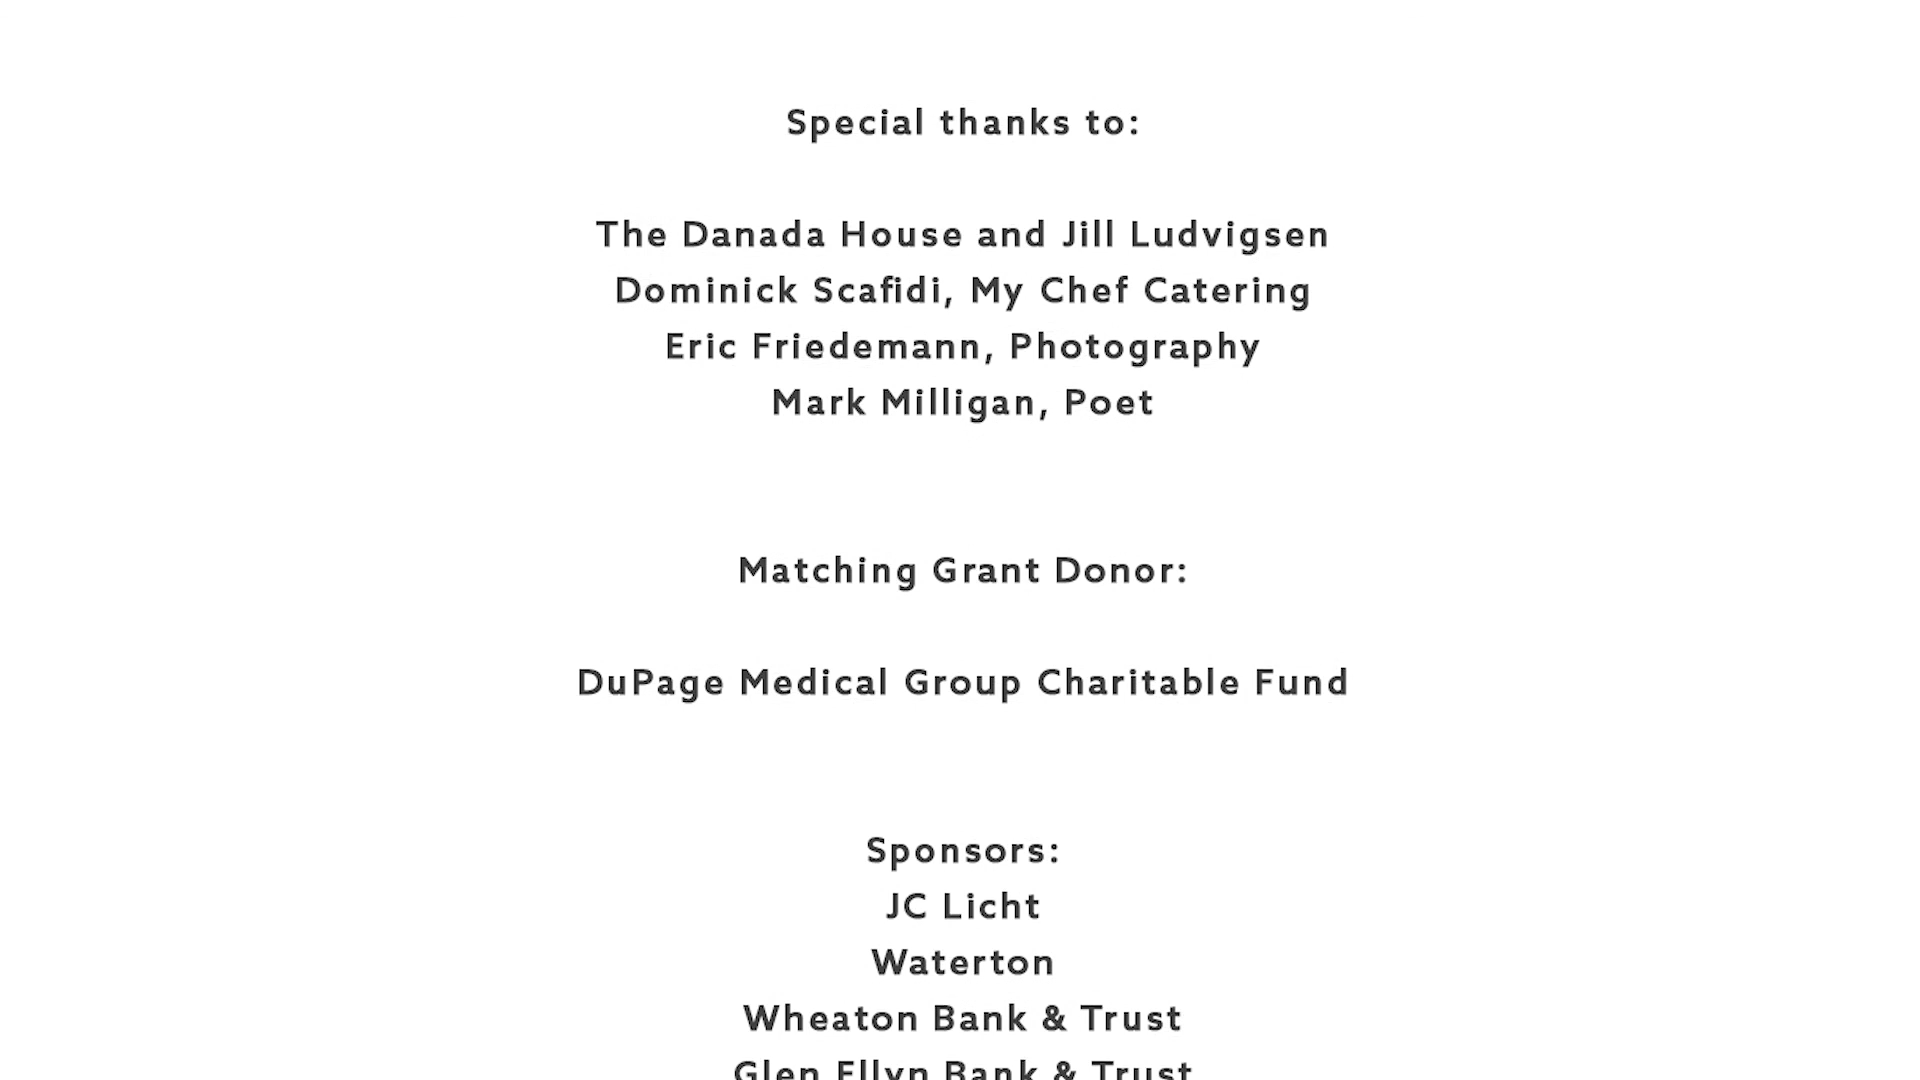 Special thanks to:
The Danada House and Jill Ludvigsen
Dominick Scafidi, My Chef Catering
Eric Friedemann, Photography
Mark Milligan, Poet
Matching Grant Donor:
DuPage Medical Group Charitable Fund
Sponsors:
JC Licht
Waterton
Wheaton Bank & Trust
Glen Ellyn Bank & Trust